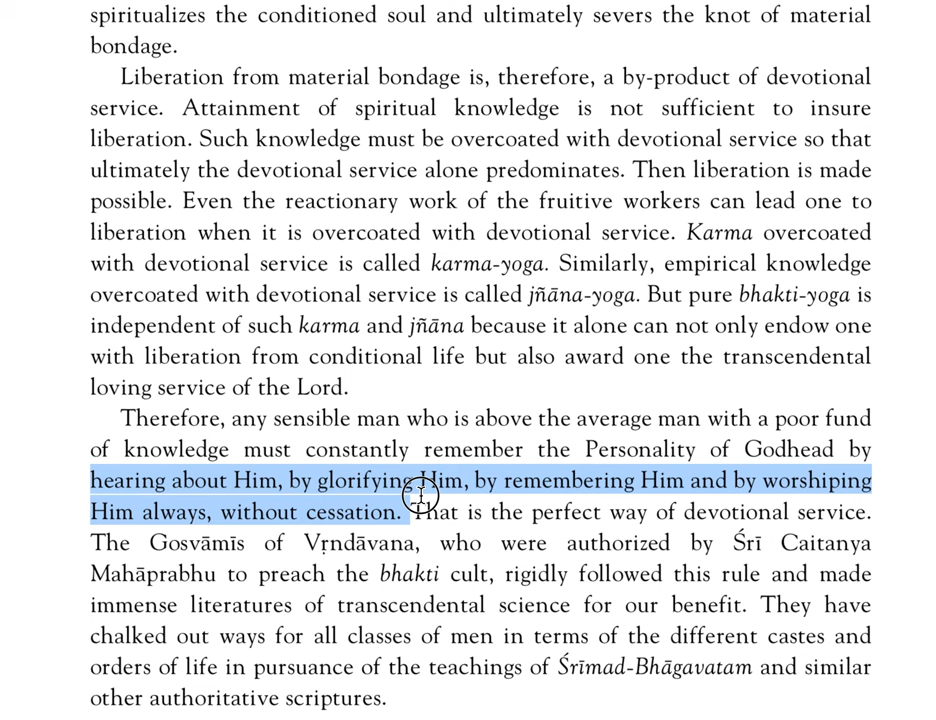 spiritualizes the conditioned soul and ultimately severs the knot of material
bondage.
Liberation from material bondage is, therefore, a by-product of devotional
service. Attainment of spiritual knowledge is not sufficient to insure
liberation. Such knowledge must be overcoated with devotional service so that
ultimately the devotional service alone predominates. Then liberation is made
possible. Even the reactionary work of the fruitive workers can lead one to
liberation when it is overcoated with devotional service. Karma overcoated
with devotional service is called karma-yoga. Similarly, empirical knowledge
overcoated with devotional service is called jñāna-yoga. But pure bhakti-yoga is
independent of such karma and jñāna because it alone can not only endow one
with liberation from conditional life but also award one the transcendental
loving service of the Lord.
Therefore, any sensible man who is above the average man with a poor fund
of knowledge must constantly remember the Personality of Godhead by
hearing about Him, by glorifying Him, by remembering Him and by worshiping
Him always, without cessation. That is the perfect way of devotional service.
The Gosvāmīs of Vṛndāvana, who were authorized by Śrī Caitanya
Mahāprabhu to preach the bhakti cult, rigidly followed this rule and made
immense literatures of transcendental science for our benefit. They have
chalked out ways for all classes of men in terms of the different castes and
orders of life in pursuance of the teachings of Śrīmad-Bhāgavatam and similar
other authoritative scriptures.